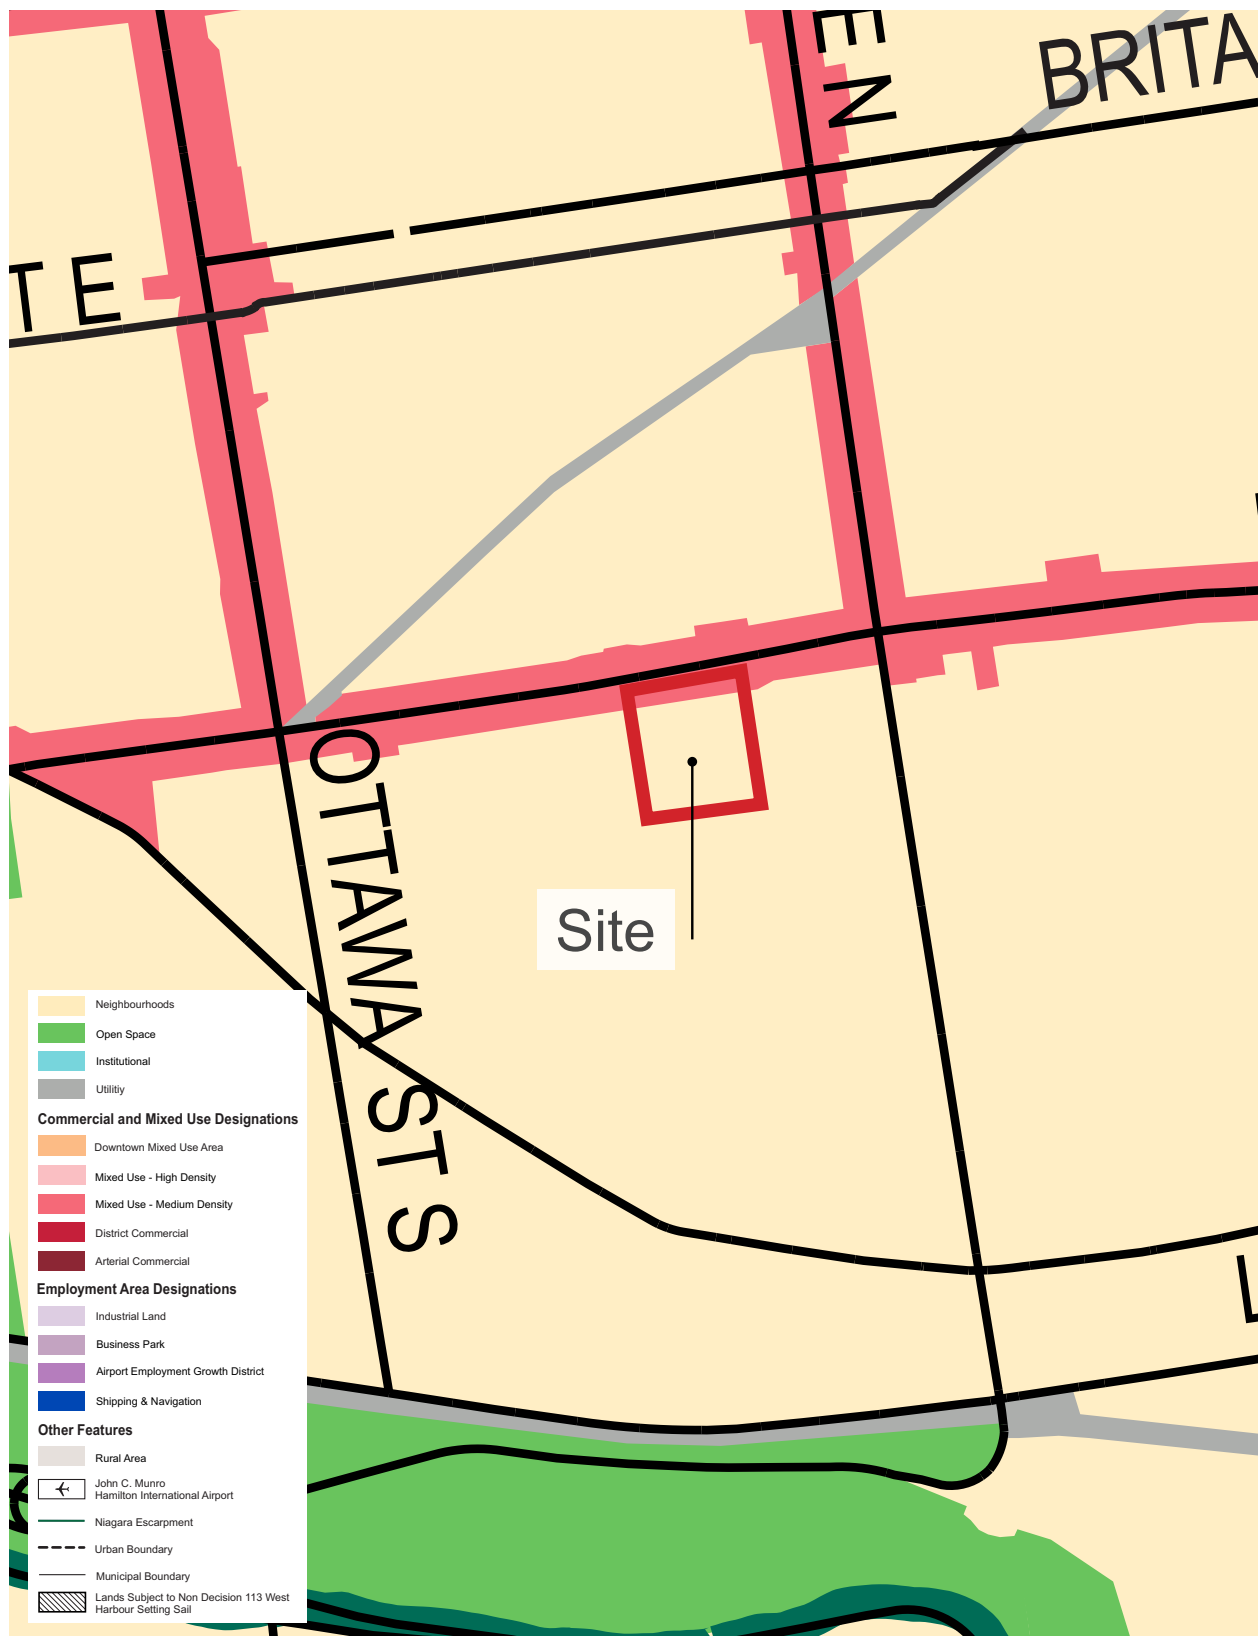 EN
BRITA
TE
OTTAWA ST S
Site
L
Neighbourhoods
Open Space
Institutional
Utilitiy
Commercial and Mixed Use Designations
Downtown Mixed Use Area
Mixed Use - High Density
Mixed Use - Medium Density
District Commercial
Arterial Commercial
Employment Area Designations
Industrial Land
Business Park
Airport Employment Growth District
Shipping & Navigation
Other Features
Rural Area
John C. Munro
Hamilton International Airport
Niagara Escarpment
Urban Boundary
Municipal Boundary
Lands Subject to Non Decision 113 West
Harbour Setting Sail